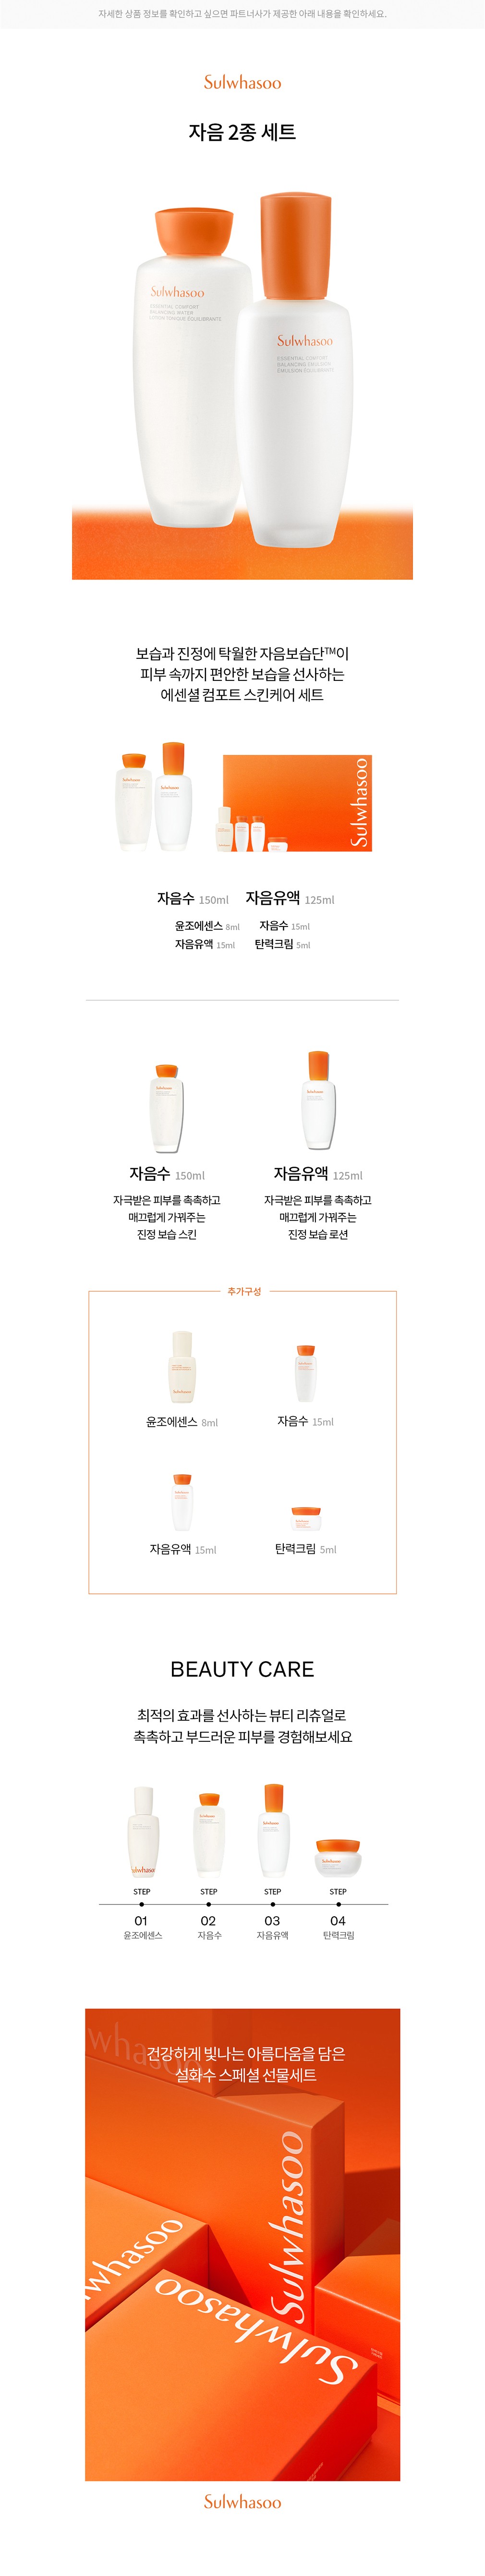 자세한 상품 정보를 확인하고 싶으면 파트너사가 제공한 아래 내용을 확인하세요.
Sulwhasoo
자음 2종 세트
Sulwhasoo
ESSENTIAL COMFORT
BALANCING WATER
LOTION TONIQUE ÉQUILIBRANTE
Sulwhasoo
ESSENTIAL COMFORT
BALANCING EMULSION
ÉMULSION ÉQUILIBRANTE
보습과 진정에 탁월한 자음보습단TM이
피부 속까지 편안한 보습을 선사하는
에센셜 컴포트 스킨케어 세트
Sulwhasoo
Sulwhasoo
Sulwhasoo
자음수 150ml 자음유액 125ml
윤조에센스 8ml 자음수 15ml
자음유액 15ml 탄력크림 5ml
자음수 150ml
자극받은 피부를 촉촉하고
매끄럽게 가꿔주는
진정 보습 스킨
자음유액 125ml
자극받은 피부를 촉촉하고
매끄럽게 가꿔주는
진정 보습 로션
추가구성
Sulwhasoo
윤조에센스 8ml
자음수 15ml
자음유액 15ml
탄력크림 5ml
BEAUTY CARE
최적의 효과를 선사하는 뷰티 리츄얼로
촉촉하고 부드러운 피부를 경험해보세요
STEP STEP STEP STEP
01 02 03 04
윤조에센스 자음수 자음유액 탄력크림
건강하게 빛나는 아름다움을 담은
설화수 스페셜 선물세트
whasoo
Sulwhasoo
lwhasoo
Sulwhasoo
Sulwhasoo